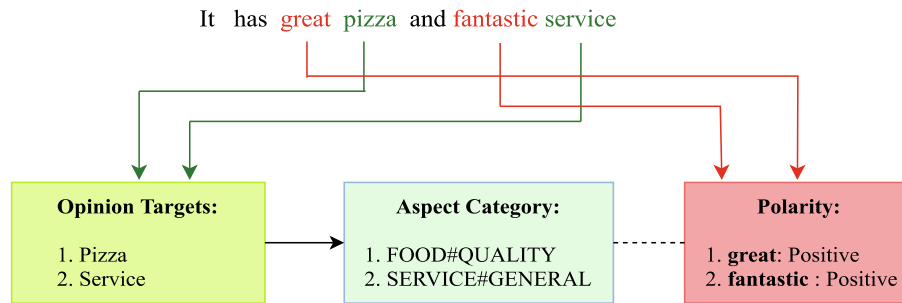 It has great pizza and fantastic service
Opinion Targets:
1. Pizza
2. Service
Aspect Category:
1. FOOD#QUALITY
2. SERVICE#GENERAL
Polarity:
1. great: Positive
2. fantastic : Positive